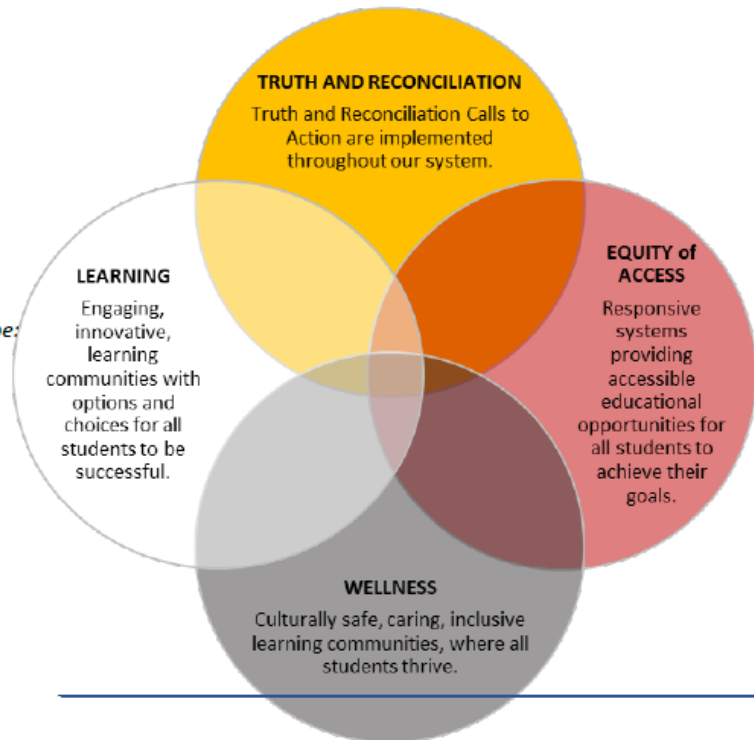 TRUTH AND RECONCILIATION
Truth and Reconciliation Calls to
Action are implemented
throughout our system.
LEARNING
Engaging,
innovative,
learning
communities with
options and
choices for all
students to be
successful.
EQUITY of
ACCESS
Responsive
systems
providing
accessible
educational
opportunities for
all students to
achieve their
goals.
WELLNESS
Culturally safe, caring, inclusive
learning communities, where all
students thrive.